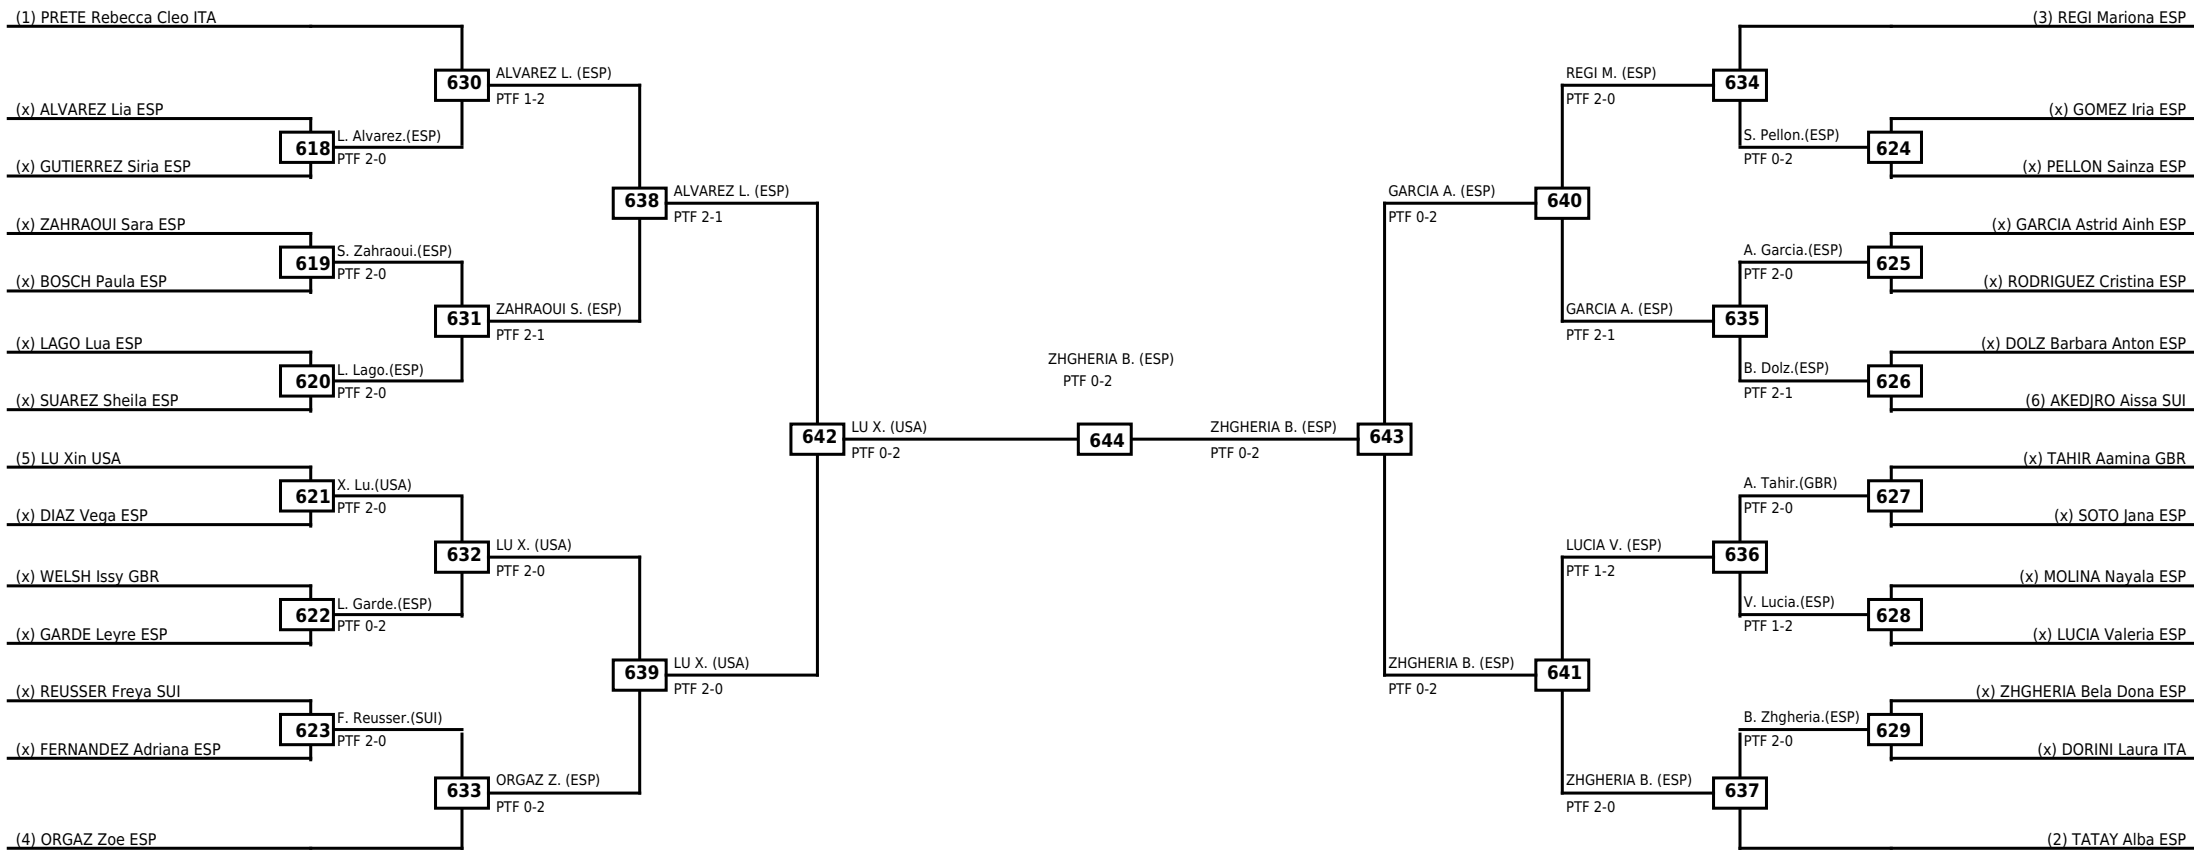 (1) PRETE Rebecca Cleo ITA
630
ALVAREZ L. (ESP)
PTF 1-2
(x) ALVAREZ Lia ESP
618
L. Alvarez.(ESP)
PTF 2-0
(x) GUTIERREZ Siria ESP
638
ALVAREZ L. (ESP)
PTF 2-1
(x) ZAHRAOUI Sara ESP
619
S. Zahraoui.(ESP)
PTF 2-0
(x) BOSCH Paula ESP
631
ZAHRAOUI S. (ESP)
PTF 2-1
(x) LAGO Lua ESP
620
L. Lago.(ESP)
PTF 2-0
(x) SUAREZ Sheila ESP
642
LU X. (USA)
PTF 0-2
(5) LU Xin USA
621
X. Lu.(USA)
PTF 2-0
(x) DIAZ Vega ESP
632
LU X. (USA)
PTF 2-0
(x) WELSH Issy GBR
622
L. Garde.(ESP)
PTF 0-2
(x) GARDE Leyre ESP
639
LU X. (USA)
PTF 2-0
(x) REUSSER Freya SUI
623
F. Reusser.(SUI)
PTF 2-0
(x) FERNANDEZ Adriana ESP
633
ORGAZ Z. (ESP)
PTF 0-2
(4) ORGAZ Zoe ESP
ZHGHERIA B. (ESP)
PTF 0-2
644
(3) REGI Mariona ESP
REGI M. (ESP)
PTF 2-0
634
(x) GOMEZ Iria ESP
S. Pellon.(ESP)
PTF 0-2
624
(x) PELLON Sainza ESP
GARCIA A. (ESP)
PTF 0-2
640
(x) GARCIA Astrid Ainh ESP
A. Garcia.(ESP)
PTF 2-0
625
(x) RODRIGUEZ Cristina ESP
GARCIA A. (ESP)
PTF 2-1
635
(x) DOLZ Barbara Anton ESP
B. Dolz.(ESP)
PTF 2-1
626
(6) AKEDJRO Aissa SUI
ZHGHERIA B. (ESP)
PTF 0-2
643
(x) TAHIR Aamina GBR
A. Tahir.(GBR)
PTF 2-0
627
(x) SOTO Jana ESP
LUCIA V. (ESP)
PTF 1-2
636
(x) MOLINA Nayala ESP
V. Lucia.(ESP)
PTF 1-2
628
(x) LUCIA Valeria ESP
ZHGHERIA B. (ESP)
PTF 0-2
641
(x) ZHGHERIA Bela Dona ESP
B. Zhgheria.(ESP)
PTF 2-0
629
(x) DORINI Laura ITA
ZHGHERIA B. (ESP)
PTF 2-0
637
(2) TATAY Alba ESP